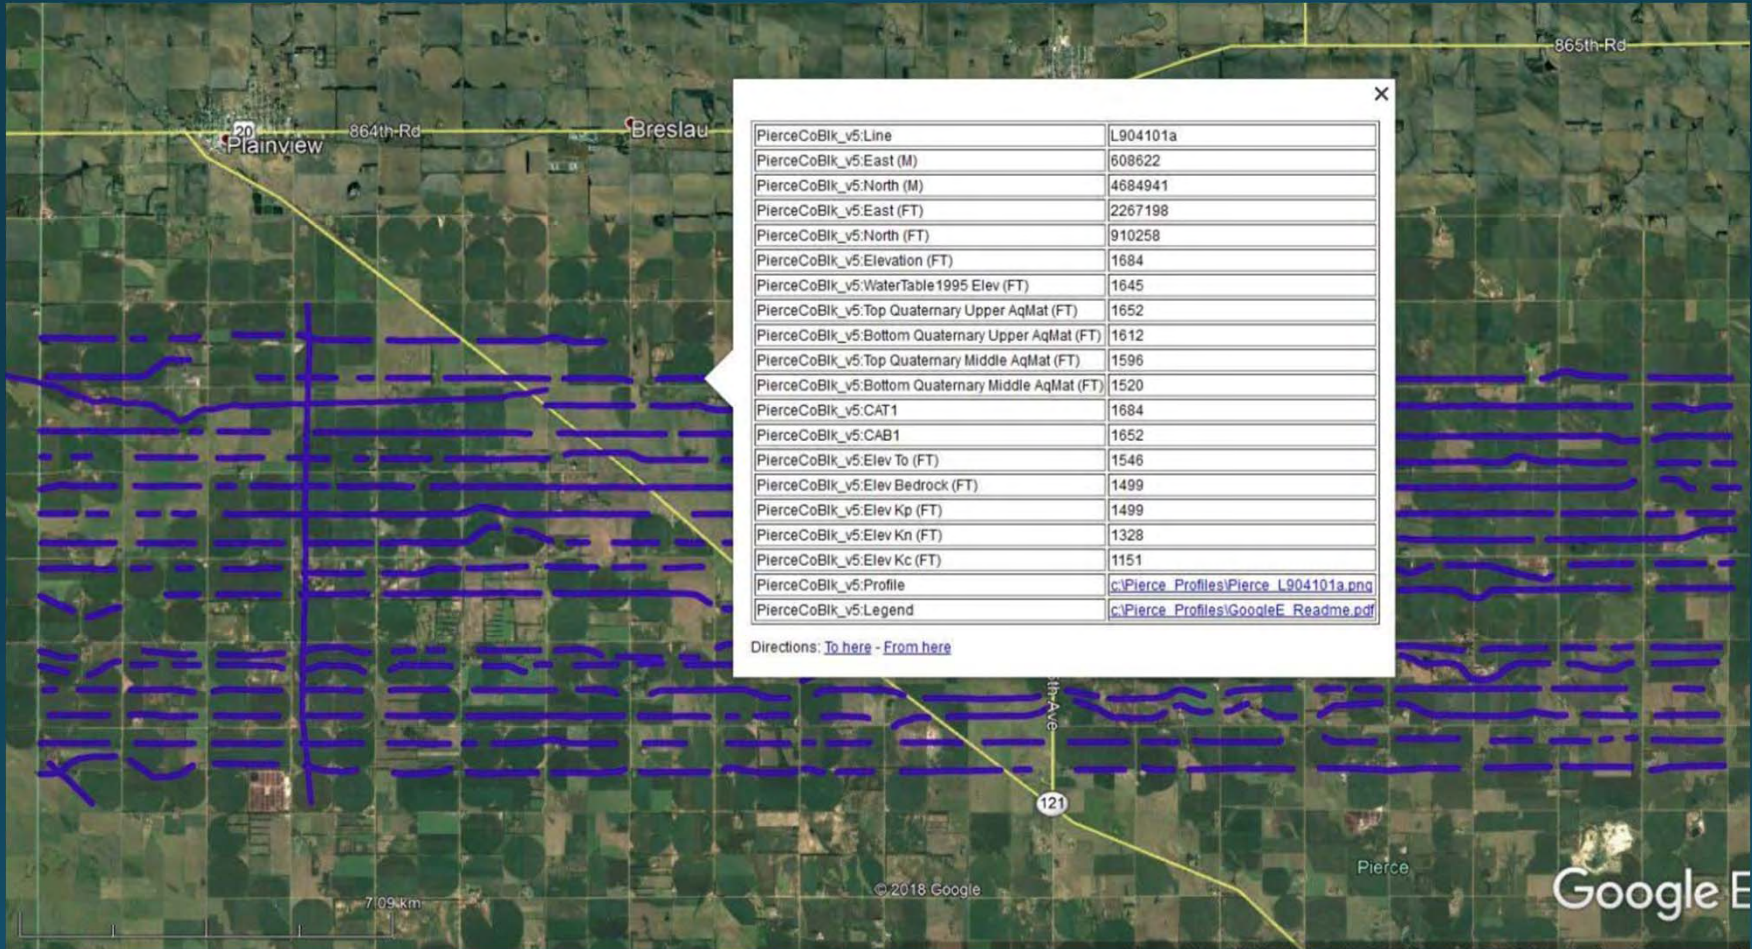 865th Rd
20
864th Rd
Breslau
Plainview
×
PierceCoBlk_v5:Line L904101a
PierceCoBlk_v5:East (M) 608622
PierceCoBlk_v5:North (M) 4684941
PierceCoBlk_v5:East (FT) 2267198
PierceCoBlk_v5:North (FT) 910258
PierceCoBlk_v5:Elevation (FT) 1684
PierceCoBlk_v5:WaterTable1995 Elev (FT) 1645
PierceCoBlk_v5:Top Quaternary Upper AqMat (FT) 1652
PierceCoBlk_v5:Bottom Quaternary Upper AqMat (FT) 1612
PierceCoBlk_v5:Top Quaternary Middle AqMat (FT) 1596
PierceCoBlk_v5:Bottom Quaternary Middle AqMat (FT) 1520
PierceCoBlk_v5:CAT1 1684
PierceCoBlk_v5:CAB1 1652
PierceCoBlk_v5:Elev To (FT) 1546
PierceCoBlk_v5:Elev Bedrock (FT) 1499
PierceCoBlk_v5:Elev Kp (FT) 1499
PierceCoBlk_v5:Elev Kn (FT) 1328
PierceCoBlk_v5:Elev Kc (FT) 1151
PierceCoBlk_v5:Profile c:\Pierce_Profiles\Pierce_L904101a.png
PierceCoBlk_v5:Legend c:\Pierce_Profiles\GoogleE_Readme.pdf
Directions: To here - From here
th Ave
121
Pierce
© 2018 Google
7.09 km
Google E